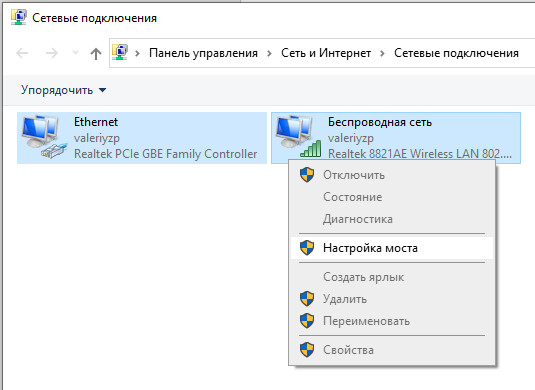 Сетевые подключения
Панель управления
Сеть и Интернет
Сетевые подключения
Упорядочить
Ethernet
valeriyzp
Realtek PCIe GBE Family Controller
Беспроводная сеть
valeriyzp
Realtek 8821AE Wireless LAN 802....
Отключить
Состояние
Диагностика
Настройка моста
Создать ярлык
Удалить
Переименовать
Свойства